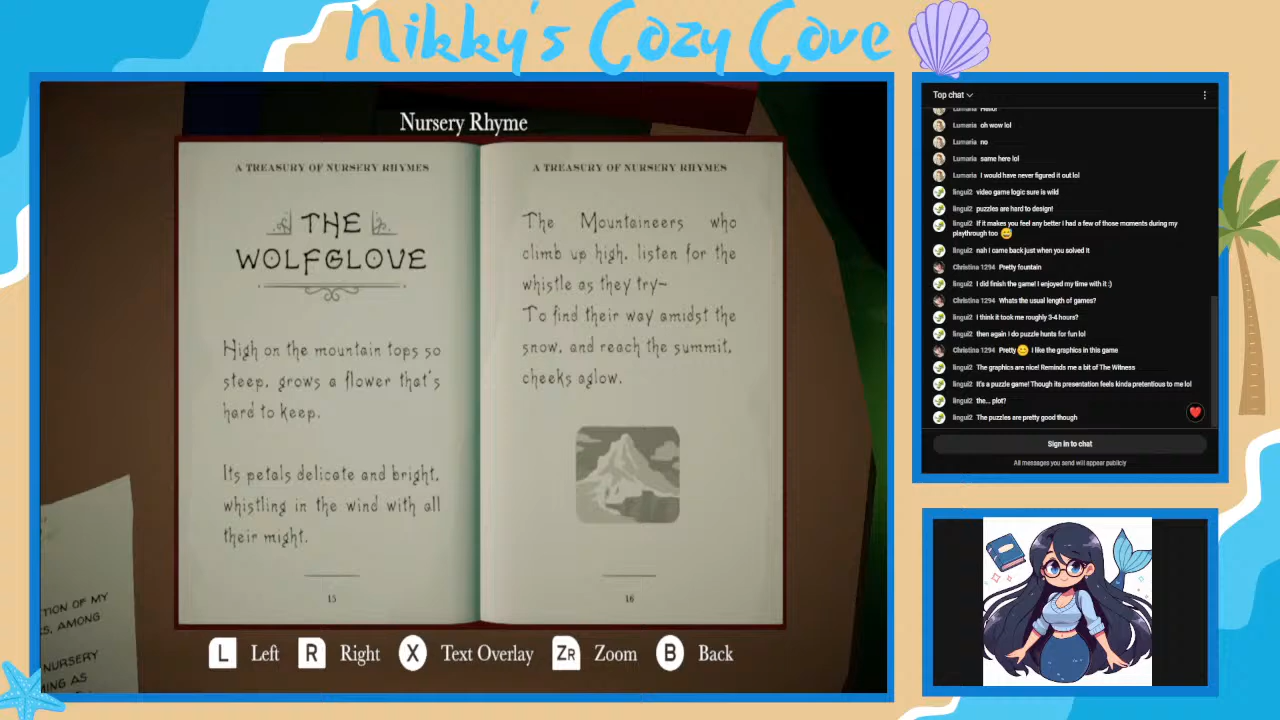 Nikky's Cozy Cove
Nursery Rhyme
A TREASURY OF NURSERY RHYMES
THE
WOLFGLOVE
High on the mountain tops so
steep, grows a flower that's
hard to keep.
Its petals delicate and bright,
whistling in the wind with all
their might.
15
A TREASURY OF NURSERY RHYMES
The Mountaineers who
climb up high, listen for the
whistle as they try-
To find their way amidst the
snow, and reach the summit,
cheeks aglow.
16
TION OF MY
S. AMONG
NURSERY
ING AS
L Left R Right X Text Overlay ZR Zoom B Back
Top chat
Lumaria Hello!
Lumaria oh wow lol
Lumaria no
Lumaria same here lol
Lumaria I would have never figured it out lol
lingui2 video game logic sure is wild
lingui2 puzzles are hard to design!
lingui2 If it makes you feel any better I had a few of those moments during my
playthrough too 😅
lingui2 nah I came back just when you solved it
Christina 1294 Pretty fountain
lingui2 I did finish the game! I enjoyed my time with it :)
Christina 1294 Whats the usual length of games?
lingui2 I think it took me roughly 3-4 hours?
lingui2 then again I do puzzle hunts for fun lol
Christina 1294 Pretty 😊 I like the graphics in this game
lingui2 The graphics are nice! Reminds me a bit of The Witness
lingui2 It's a puzzle game! Though its presentation feels kinda pretentious to me lol
lingui2 the... plot?
lingui2 The puzzles are pretty good though
Sign in to chat
All messages you send will appear publicly